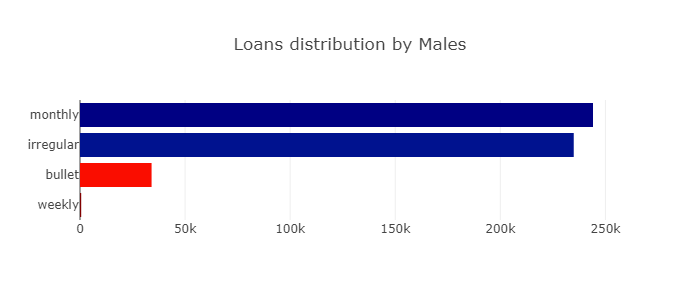 Loans distribution by Males
monthly
irregular
bullet
weekly
0 50k 100k 150k 200k 250k